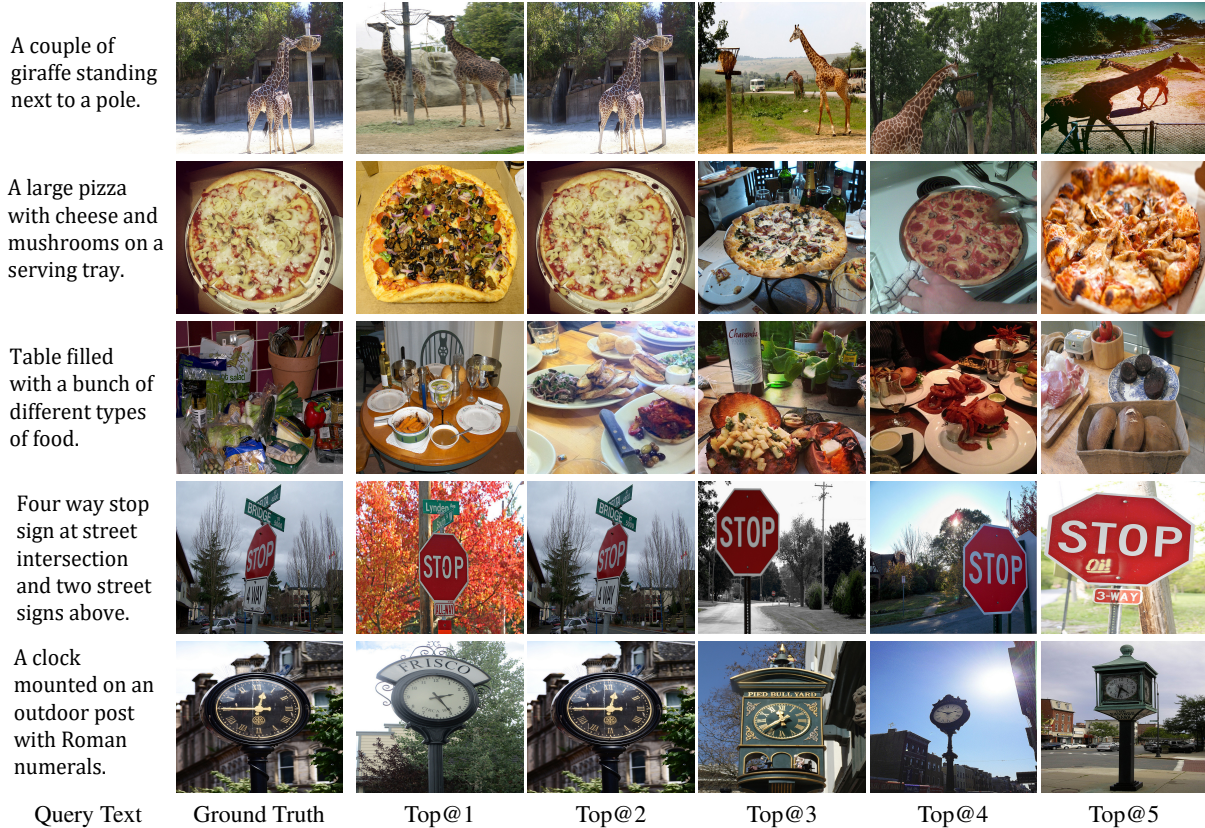 A couple of
giraffe standing
next to a pole.
A large pizza
with cheese and
mushrooms on a
serving tray.
Charanda
Table filled
with a bunch of
different types
of food.
Four way stop
sign at street
intersection
and two street
signs above.
BRIDGE
STOP
4 WAY
Lynden
STOP
ALL-WAY
BRIDGE
STOP
4 WAY
STOP
STOP
STOP
Oi!
3-WAY
A clock
mounted on an
outdoor post
with Roman
numerals.
FRISCO
PIED BULL YARD
Query Text
Ground Truth
Top@1
Top@2
Top@3
Top@4
Top@5